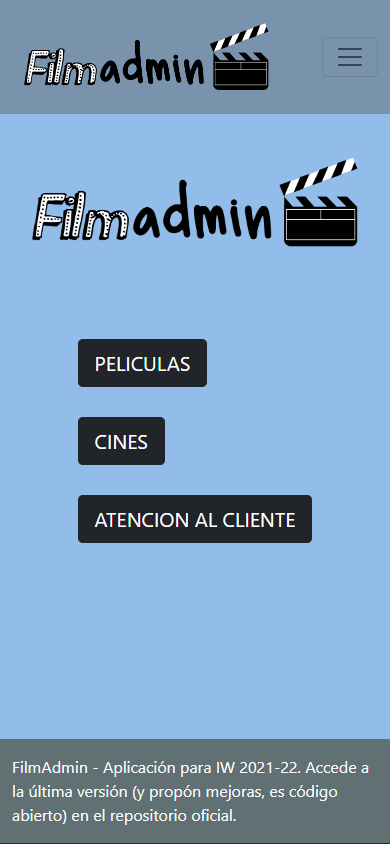 Filmadmin
Filmadmin
PELICULAS
CINES
ATENCION AL CLIENTE
FilmAdmin - Aplicación para IW 2021-22. Accede a
la última versión (y propón mejoras, es código
abierto) en el repositorio oficial.